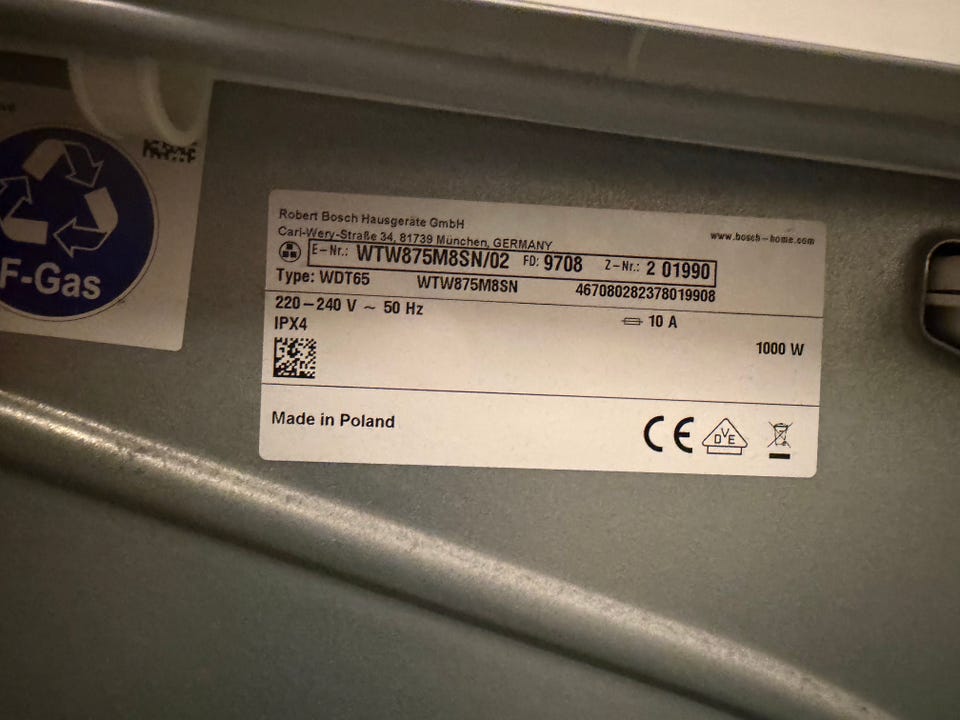 F-Gas
Robert Bosch Hausgeräte GmbH
Carl-Wery-Straße 34, 81739 München, GERMANY
www.bosch-home.com
E-Nr.: WTW875M8SN/02 FD: 9708 Z-Nr.: 2 01990
Type: WDT65 WTW875M8SN 467080282378019908
220-240 V ~ 50 Hz
10 A
IPX4
1000 W
Made in Poland
CE
DVE